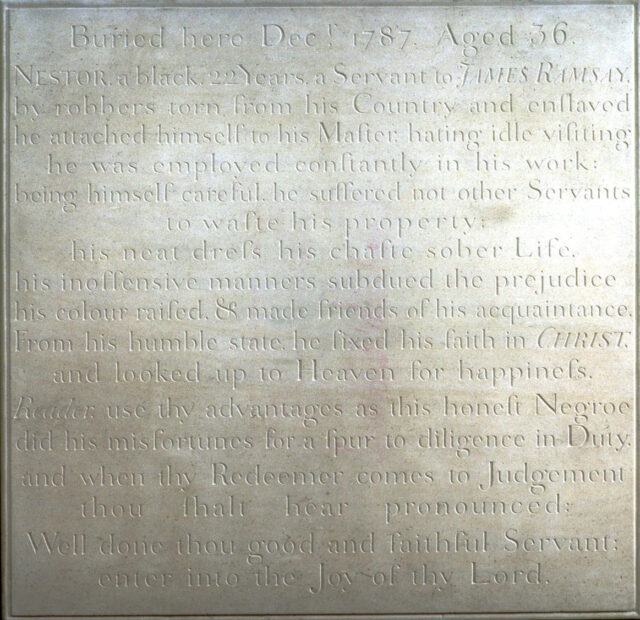 Buried here Decr. 1787. Aged 36.
NESTOR, a black, 22 Years, a Servant to JAMES RAMSAY,
by robbers torn from his Country and enſlaved
he attached himſelf to his Maſter: hating idle viſiting
he was employed conſtantly in his work:
being himſelf careful, he suffered not other Servants
to waſte his property:
his neat dreſs his chaſte sober Life,
his inoffensive manners subdued the prejudice
his colour raiſed, & made friends of his acquaintance.
From his humble state, he fixed his faith in CHRIST,
and looked up to Heaven for happineſs.
Reader, use thy advantages as this honeſt Negroe
did his misfortunes for a ſpur to diligence in Duty,
and when thy Redeemer comes to Judgement
thou ſhalt hear pronounced:
Well done thou good and faithful Servant:
enter into the Joy of thy Lord.